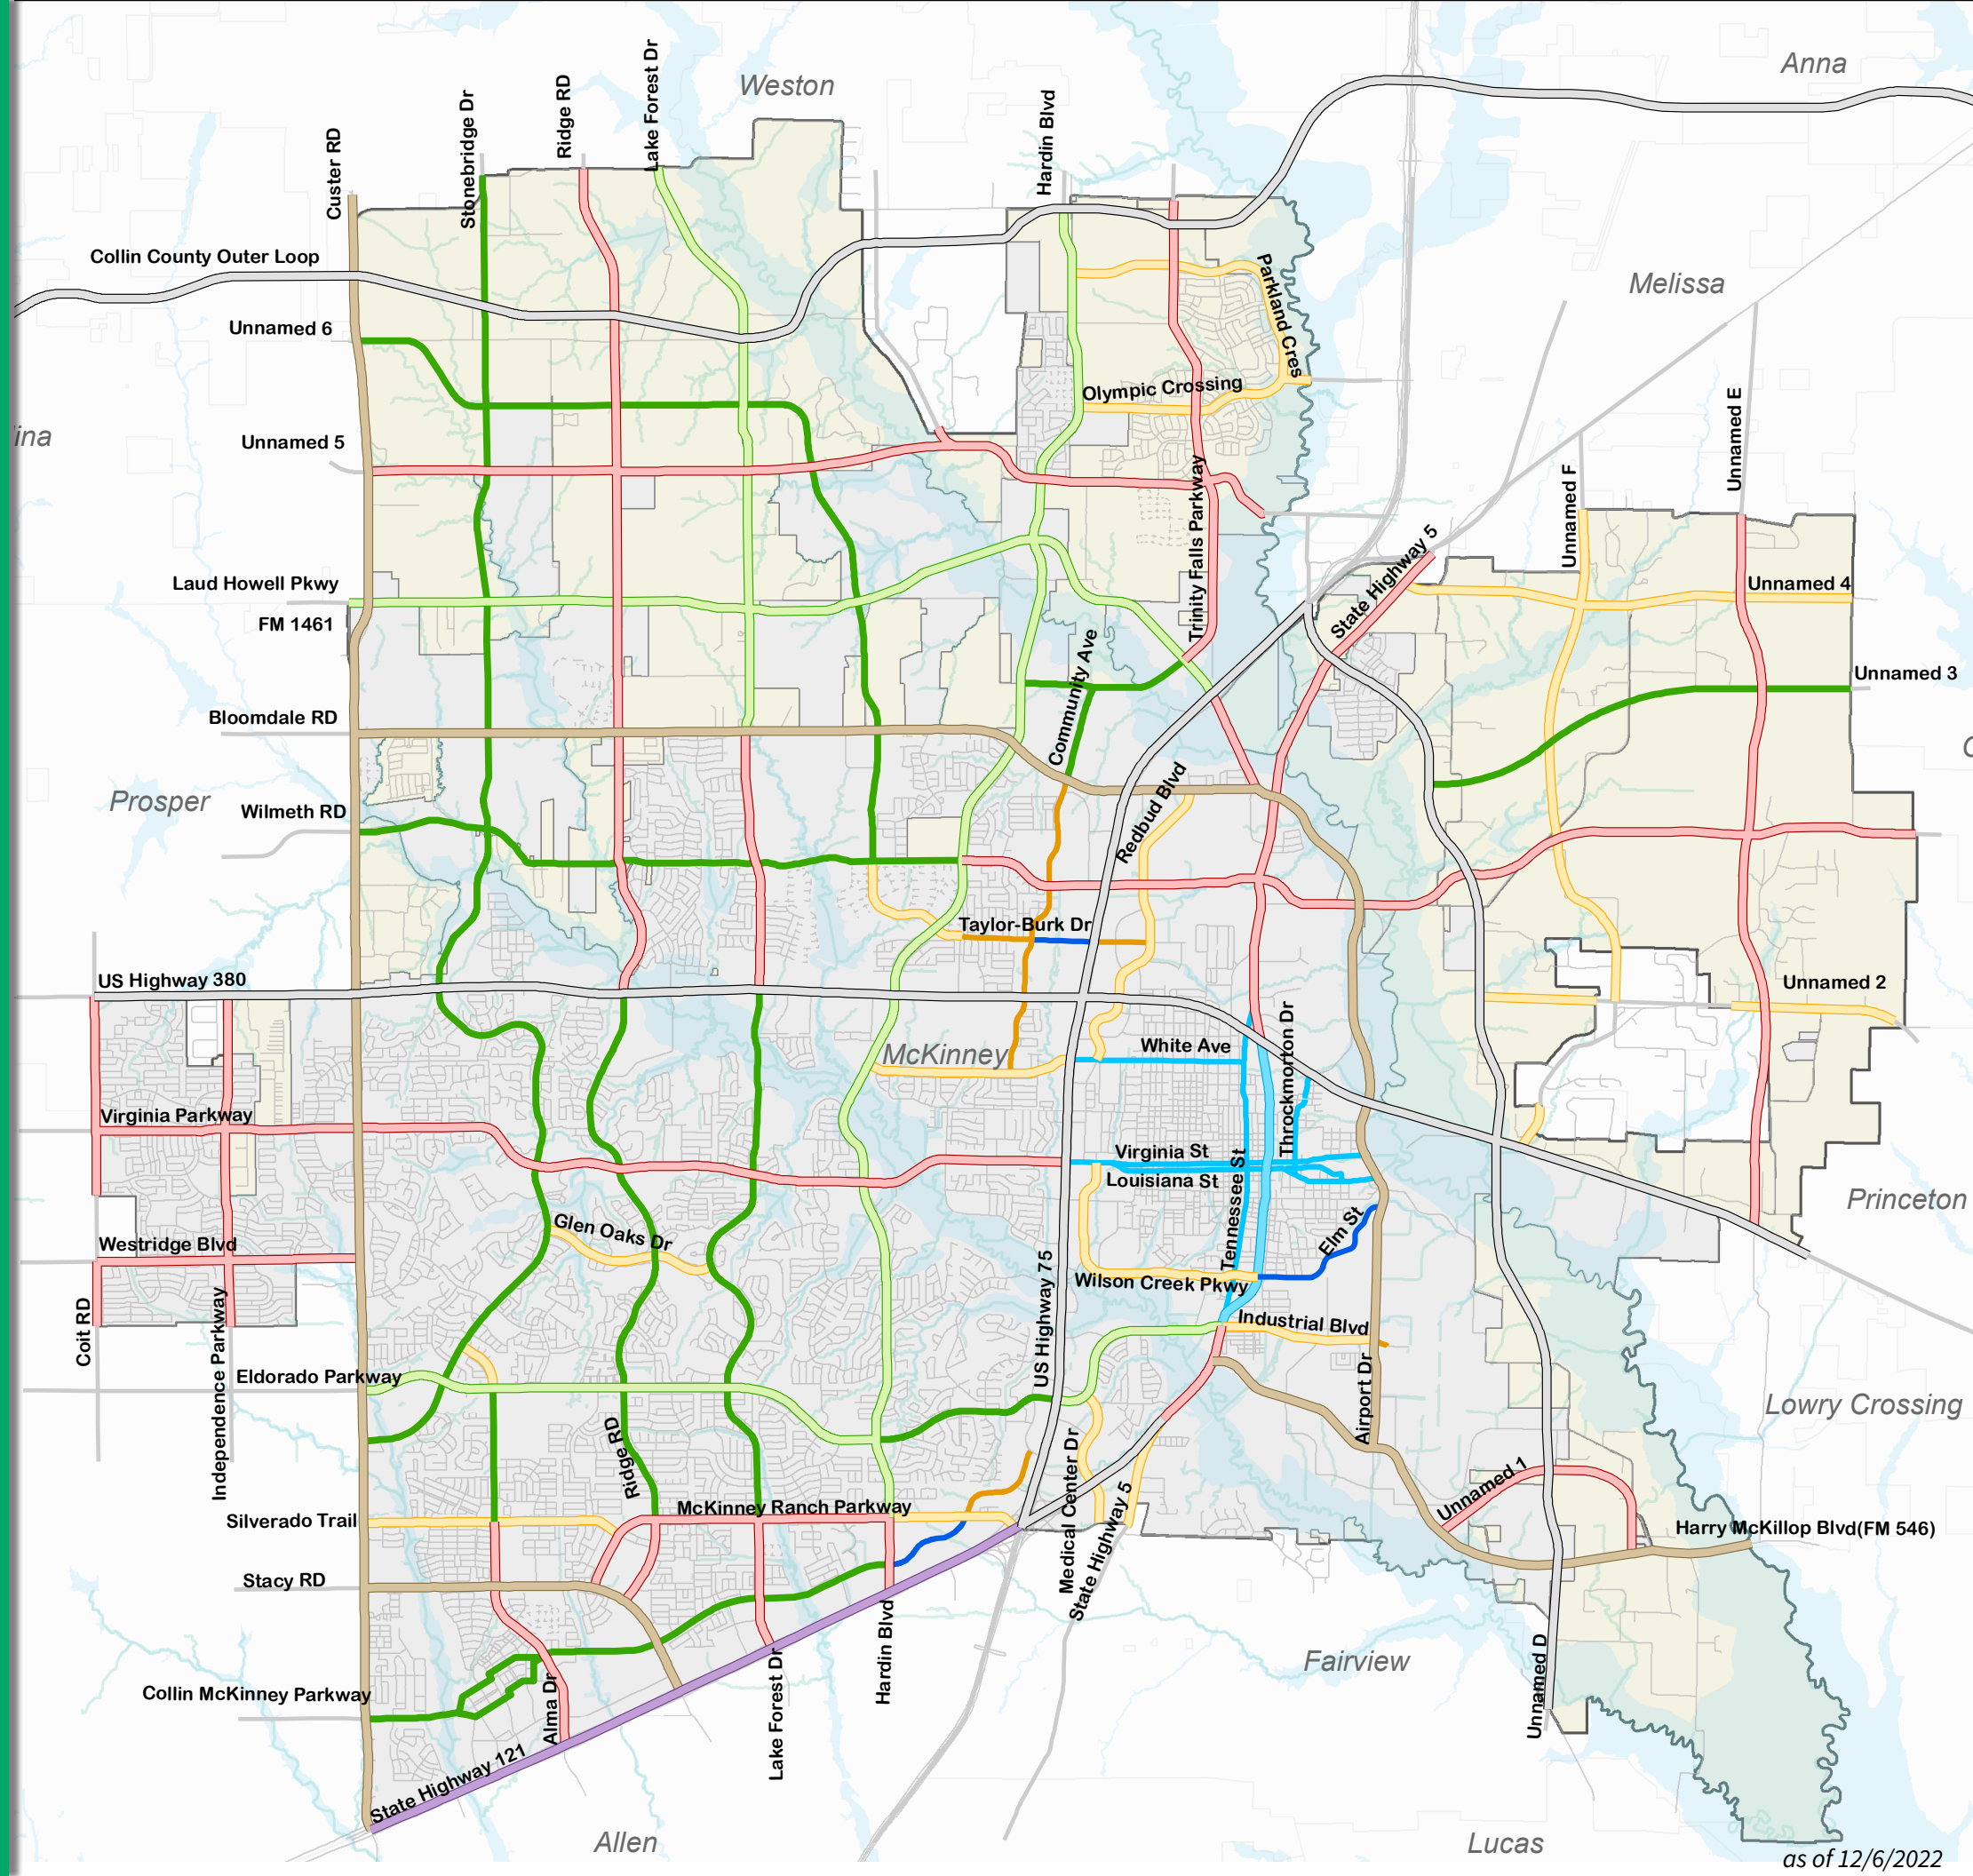 Anna
Weston
Lake Forest Dr
Ridge RD
Stonebridge Dr
Hardin Blvd
Custer RD
Collin County Outer Loop
Melissa
Parkland Cres
Unnamed 6
Olympic Crossing
Unnamed E
ina
Unnamed 5
Trinity Falls Parkway
Unnamed F
State Highway 5
Laud Howell Pkwy
Unnamed 4
FM 1461
Community Ave
Unnamed 3
Bloomdale RD
C
Prosper
Wilmeth RD
Redbud Blvd
Taylor-Burk Dr
US Highway 380
Unnamed 2
Throckmorton Dr
McKinney
White Ave
Virginia Parkway
Virginia St
Louisiana St
Tennessee St
Princeton
Westridge Blvd
Glen Oaks Dr
Elm St
US Highway 75
Wilson Creek Pkwy
Coit RD
Independence Parkway
Industrial Blvd
Eldorado Parkway
Airport Dr
Lowry Crossing
Ridge RD
Medical Center Dr
State Highway 5
Unnamed 1
McKinney Ranch Parkway
Silverado Trail
Harry McKillop Blvd(FM 546)
Stacy RD
Hardin Blvd
Fairview
Unnamed D
Collin McKinney Parkway
Alma Dr
Lake Forest Dr
State Highway 121
Allen
Lucas
as of 12/6/2022